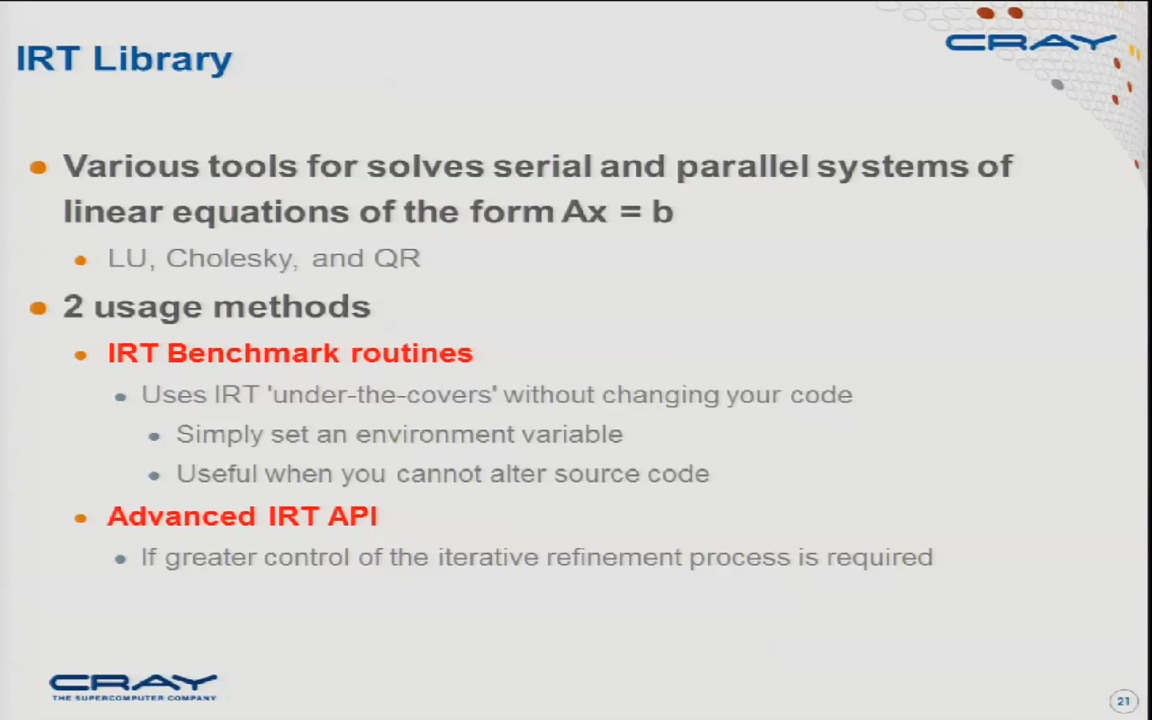 IRT Library
CRAY
Various tools for solves serial and parallel systems of
linear equations of the form Ax = b
LU, Cholesky, and QR
2 usage methods
IRT Benchmark routines
Uses IRT 'under-the-covers' without changing your code
Simply set an environment variable
Useful when you cannot alter source code
Advanced IRT API
If greater control of the iterative refinement process is required
CRAY
THE SUPERCOMPUTER COMPANY
21